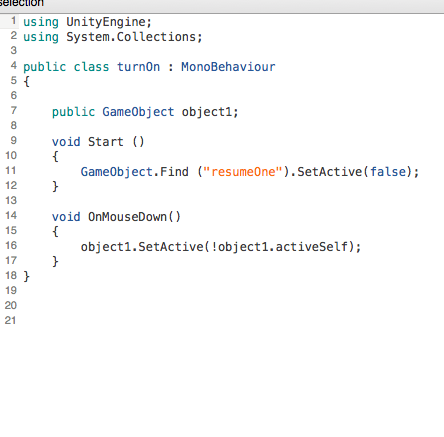 selection
1 using UnityEngine;
2 using System.Collections;
3
4 public class turnOn : MonoBehaviour
5 {
6
7     public GameObject object1;
8
9     void Start ()
10     {
11         GameObject.Find ("resumeOne").SetActive(false);
12     }
13
14     void OnMouseDown()
15     {
16         object1.SetActive(!object1.activeSelf);
17     }
18 }
19
20
21